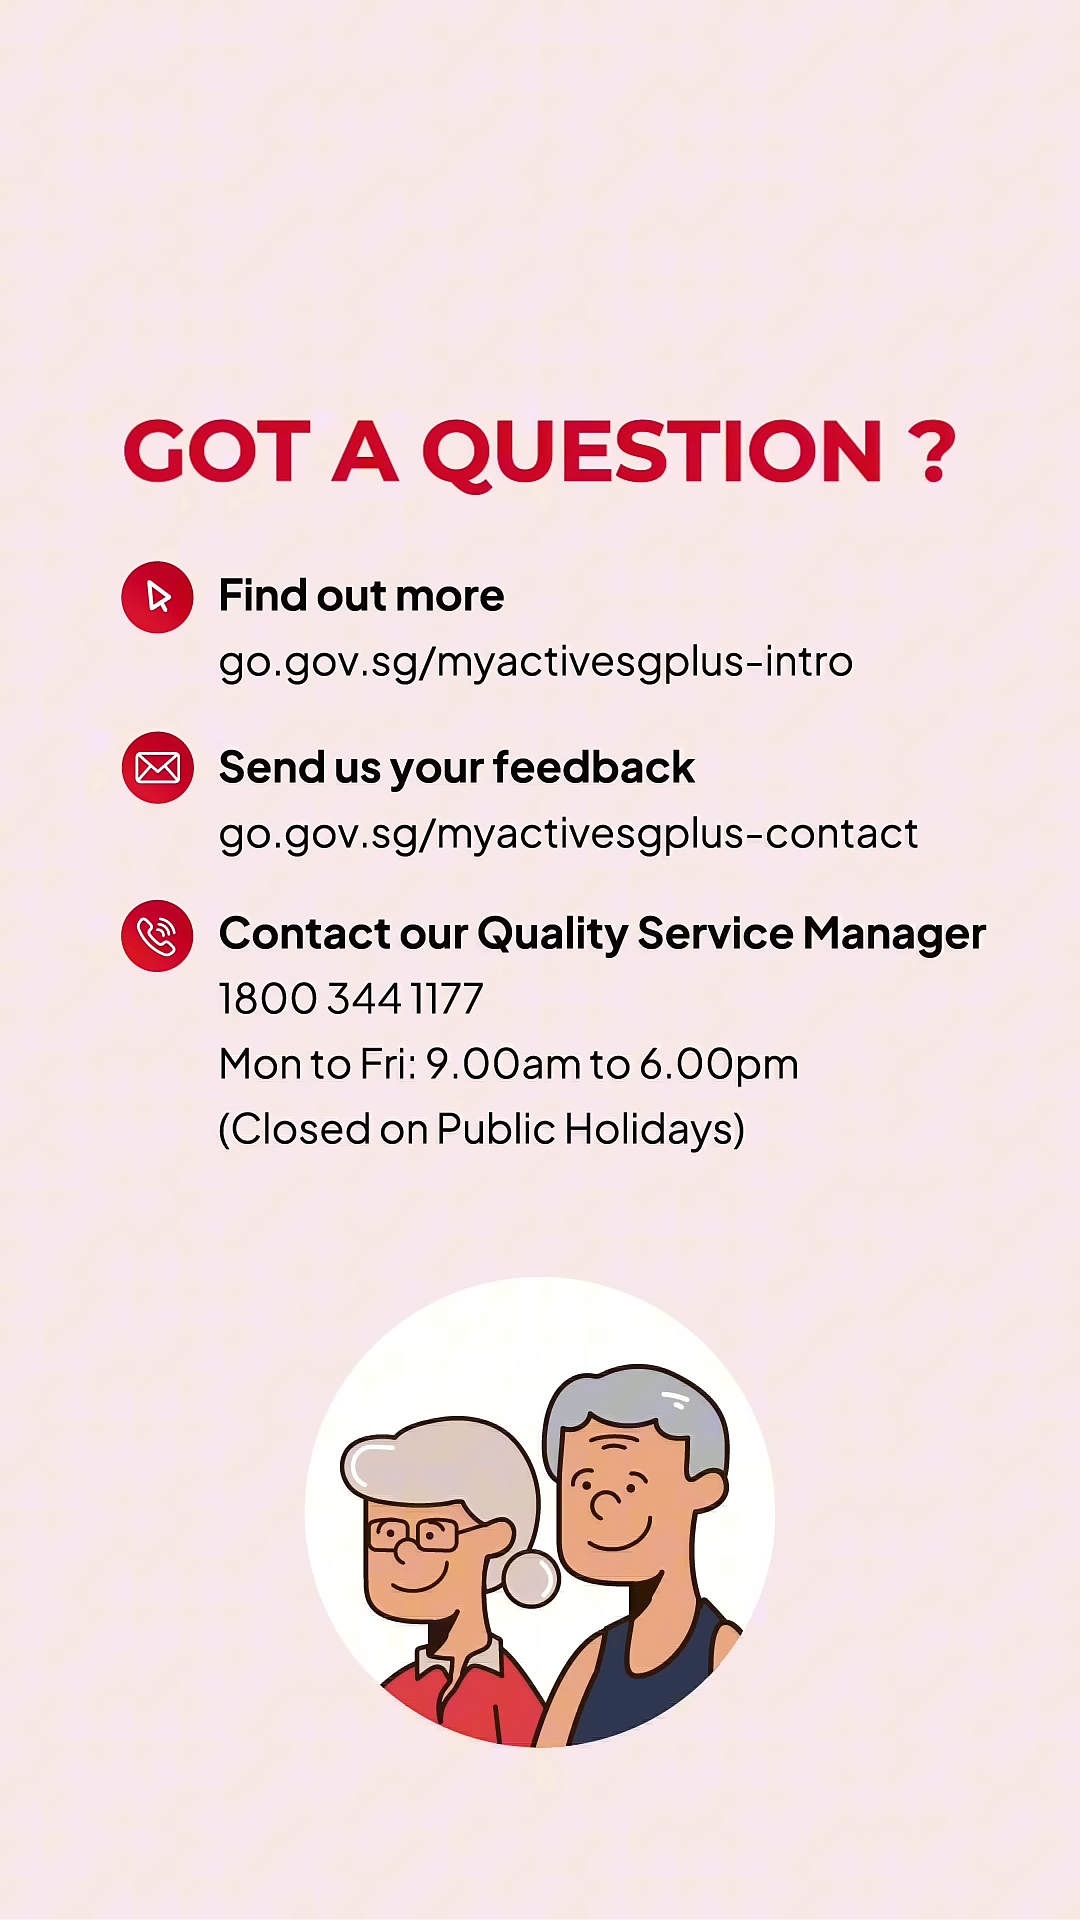 GOT A QUESTION ?
Find out more
go.gov.sg/myactivesgplus-intro
Send us your feedback
go.gov.sg/myactivesgplus-contact
Contact our Quality Service Manager
1800 344 1177
Mon to Fri: 9.00am to 6.00pm
(Closed on Public Holidays)